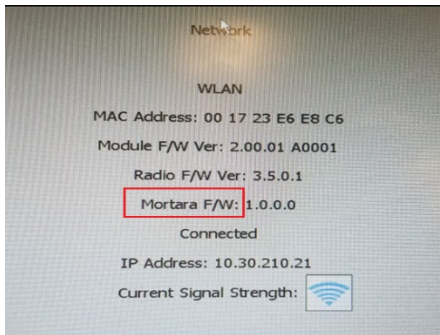 Network
WLAN
MAC Address: 00 17 23 E6 E8 C6
Module F/W Ver: 2.00.01 A0001
Radio F/W Ver: 3.5.0.1
Mortara F/W: 1.0.0.0
Connected
IP Address: 10.30.210.21
Current Signal Strength: